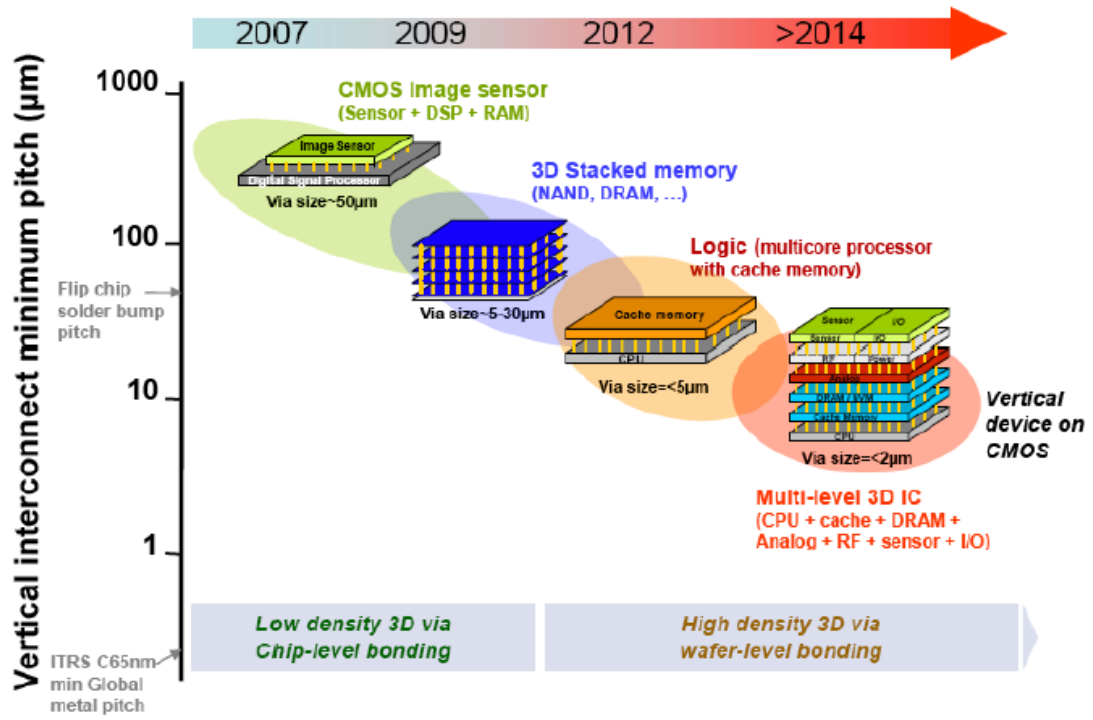 2007 2009 2012 >2014
Vertical interconnect minimum pitch (µm)
1000
100
10
1
Flip chip
solder bump
pitch
ITRS C65nm
min Global
metal pitch
CMOS Image sensor
(Sensor + DSP + RAM)
Image Sensor
Digital Signal Processor
Via size~50µm
3D Stacked memory
(NAND, DRAM, ...)
Via size~5-30µm
Logic (multicore processor
with cache memory)
Cache memory
CPU
Via size=<5µm
Sensor I/O
Sensor I/O
RF Power
Analog
DRAM / NVM
Cache Memory
CPU
Via size=<2µm
Vertical
device on
CMOS
Multi-level 3D IC
(CPU + cache + DRAM +
Analog + RF + sensor + I/O)
Low density 3D via
Chip-level bonding
High density 3D via
wafer-level bonding